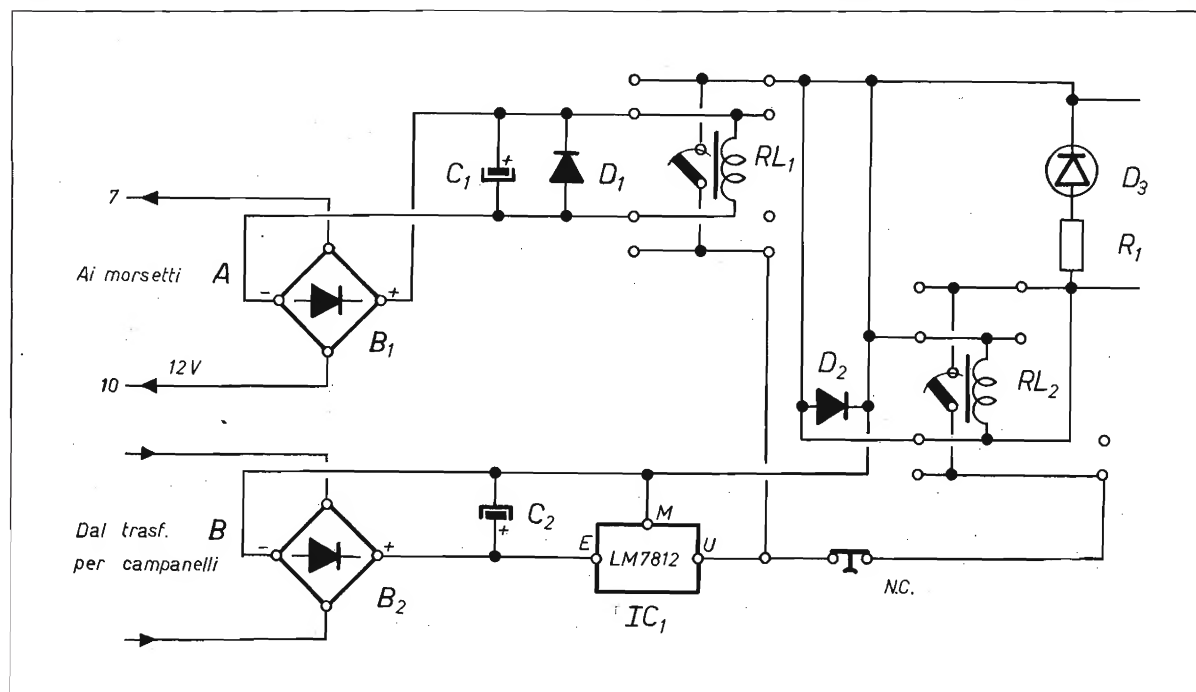 RL1
C1
+
D1
D3
7
Ai morsetti
A
-
+
R1
B1
12V
10
D2
RL2
Dal trasf.
per campanelli
B
-
+
C2
+
M
E
LM7812
U
N.C.
B2
IC1